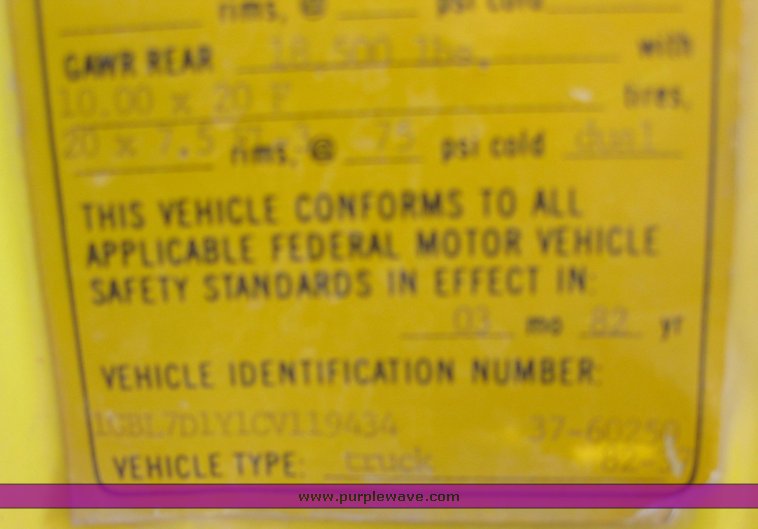 rims, @ psi cold
GAWR REAR 18,500 lbs. with
10.00 x 20 F tires,
20 x 7.5 rims, @ 75 psi cold dual
THIS VEHICLE CONFORMS TO ALL
APPLICABLE FEDERAL MOTOR VEHICLE
SAFETY STANDARDS IN EFFECT IN:
03 mo 82 yr
VEHICLE IDENTIFICATION NUMBER:
1GBL7D1Y1CV119434 37-60250
VEHICLE TYPE: truck
www.purplewave.com